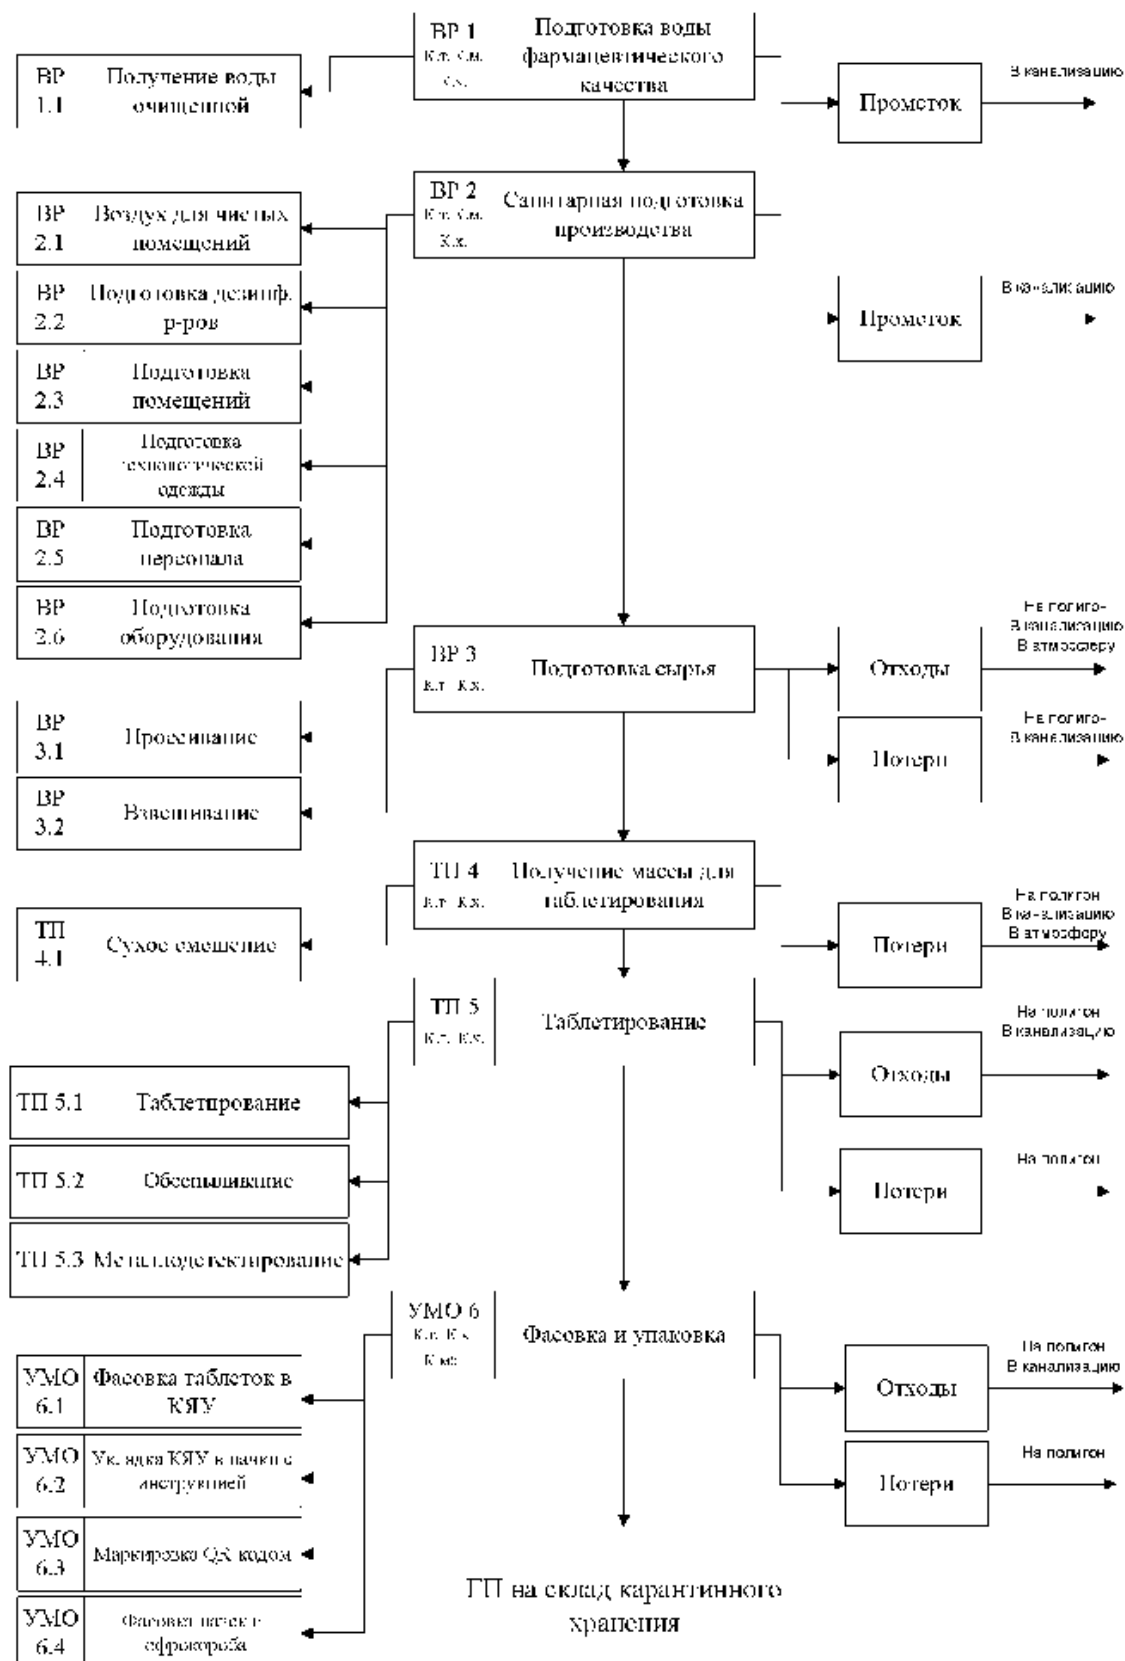 ВР 1
К.т. К.м.
К.х.
Подготовка воды
фармацевтического
качества
ВР
1.1
Получение воды
очищенной
Промсток
В канализацию
ВР 2
К.т. К.м.
К.х.
Санитарная подготовка
производства
ВР
2.1
Воздух для чистых
помещений
ВР
2.2
Подготовка дезинф.
р-ров
Промсток
В канализацию
ВР
2.3
Подготовка
помещений
ВР
2.4
Подготовка
технологической
одежды
ВР
2.5
Подготовка
персонала
ВР
2.6
Подготовка
оборудования
ВР 3
К.т. К.х.
Подготовка сырья
Отходы
На полигон
В канализацию
В атмосферу
ВР
3.1
Просеивание
Потери
На полигон
В канализацию
ВР
3.2
Взвешивание
ТП 4
К.т. К.х.
Получение массы для
таблетирования
ТП
4.1
Сухое смешение
Потери
На полигон
В канализацию
В атмосферу
ТП 5
К.т. К.х.
Таблетирование
Отходы
На полигон
В канализацию
ТП 5.1 Таблетирование
ТП 5.2 Обеспыливание
Потери
На полигон
ТП 5.3 Металлодетектирование
УМО 6
К.т. К.х.
Фасовка и упаковка
Отходы
На полигон
В канализацию
УМО
6.1
Фасовка таблеток в
КЯУ
УМО
6.2
Укладка КЯУ в пачки с
инструкцией
Потери
На полигон
УМО
6.3
Маркировка QR кодом
УМО
6.4
Фасовка пачек в
гофрокороба
ГП на склад карантинного
хранения